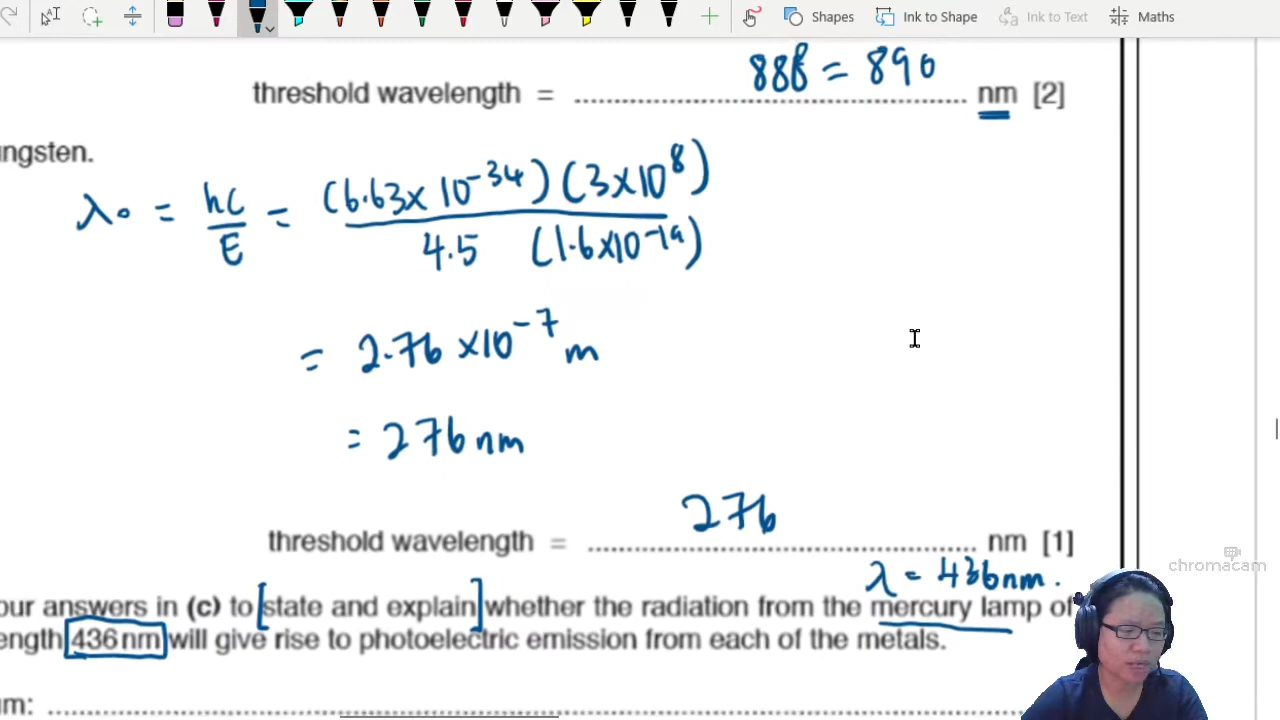 Shapes Ink to Shape Ink to Text Maths
888 = 890
threshold wavelength = ........ nm [2]
ngsten.
λ₀ = hc/E = (6.63×10⁻³⁴)(3×10⁸) / 4.5 (1.6×10⁻¹⁹)
= 2.76×10⁻⁷ m
= 276 nm
276
threshold wavelength = ........ nm [1]
λ = 436nm.
chromacam
our answers in (c) to [state and explain] whether the radiation from the mercury lamp of
ength 436 nm will give rise to photoelectric emission from each of the metals.
m: ........